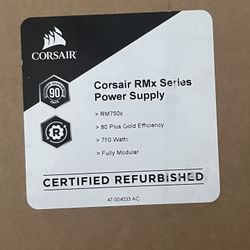 CORSAIR
Corsair RMx Series
Power Supply
> RM750x
> 80 Plus Gold Efficiency
> 750 Watts
> Fully Modular
90
R
CERTIFIED REFURBISHED
47-004033 AC